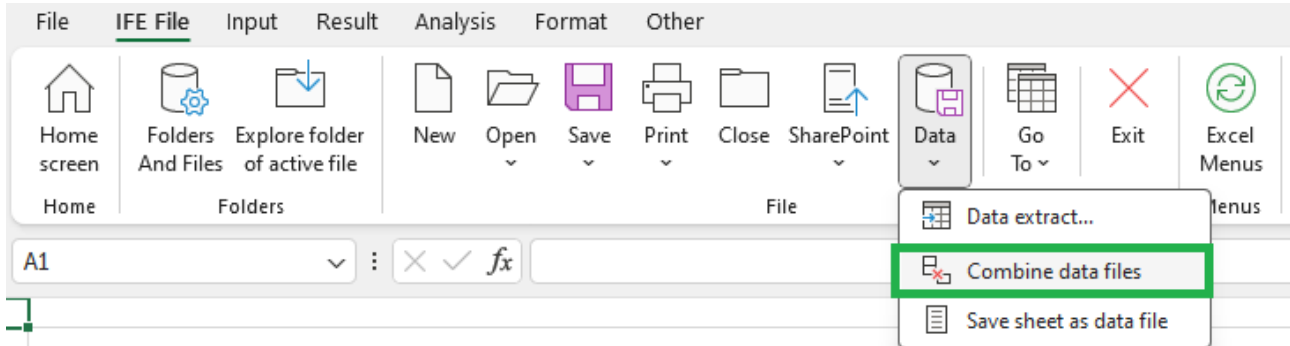 File IFE File Input Result Analysis Format Other
Home screen Folders And Files Explore folder of active file New Open Save Print Close SharePoint Data Go To Exit Excel Menus
Home Folders File Menus
Data extract...
A1 fx
Combine data files
Save sheet as data file